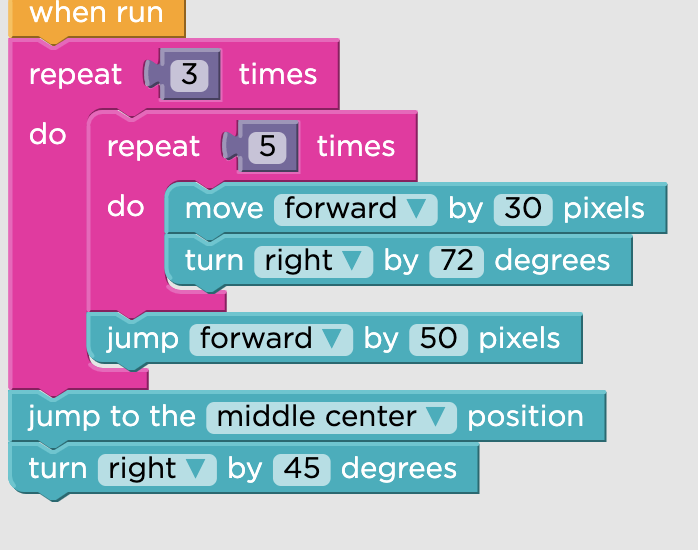 when run
repeat 3 times
do
repeat 5 times
do
move forward ▼ by 30 pixels
turn right ▼ by 72 degrees
jump forward ▼ by 50 pixels
jump to the middle center ▼ position
turn right ▼ by 45 degrees